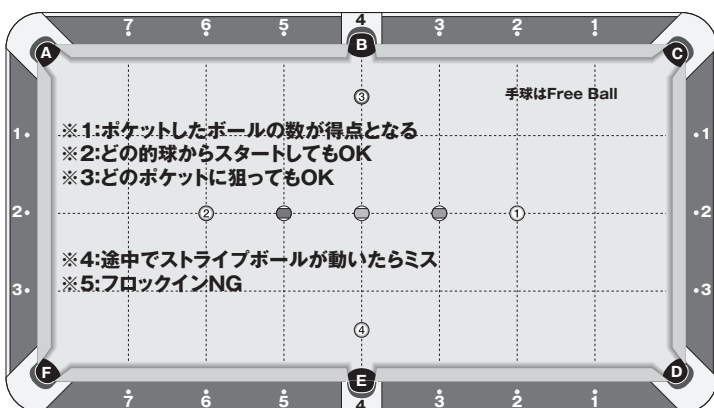 7 6 5 4 3 2 1
A B C
③
手球はFree Ball
※1:ポケットしたボールの数が得点となる
1 1
※2:どの的球からスタートしてもOK
※3:どのポケットに狙ってもOK
2 ② ① 2
※4:途中でストライプボールが動いたらミス
※5:フロックインNG
3 3
④
F E D
7 6 5 4 3 2 1